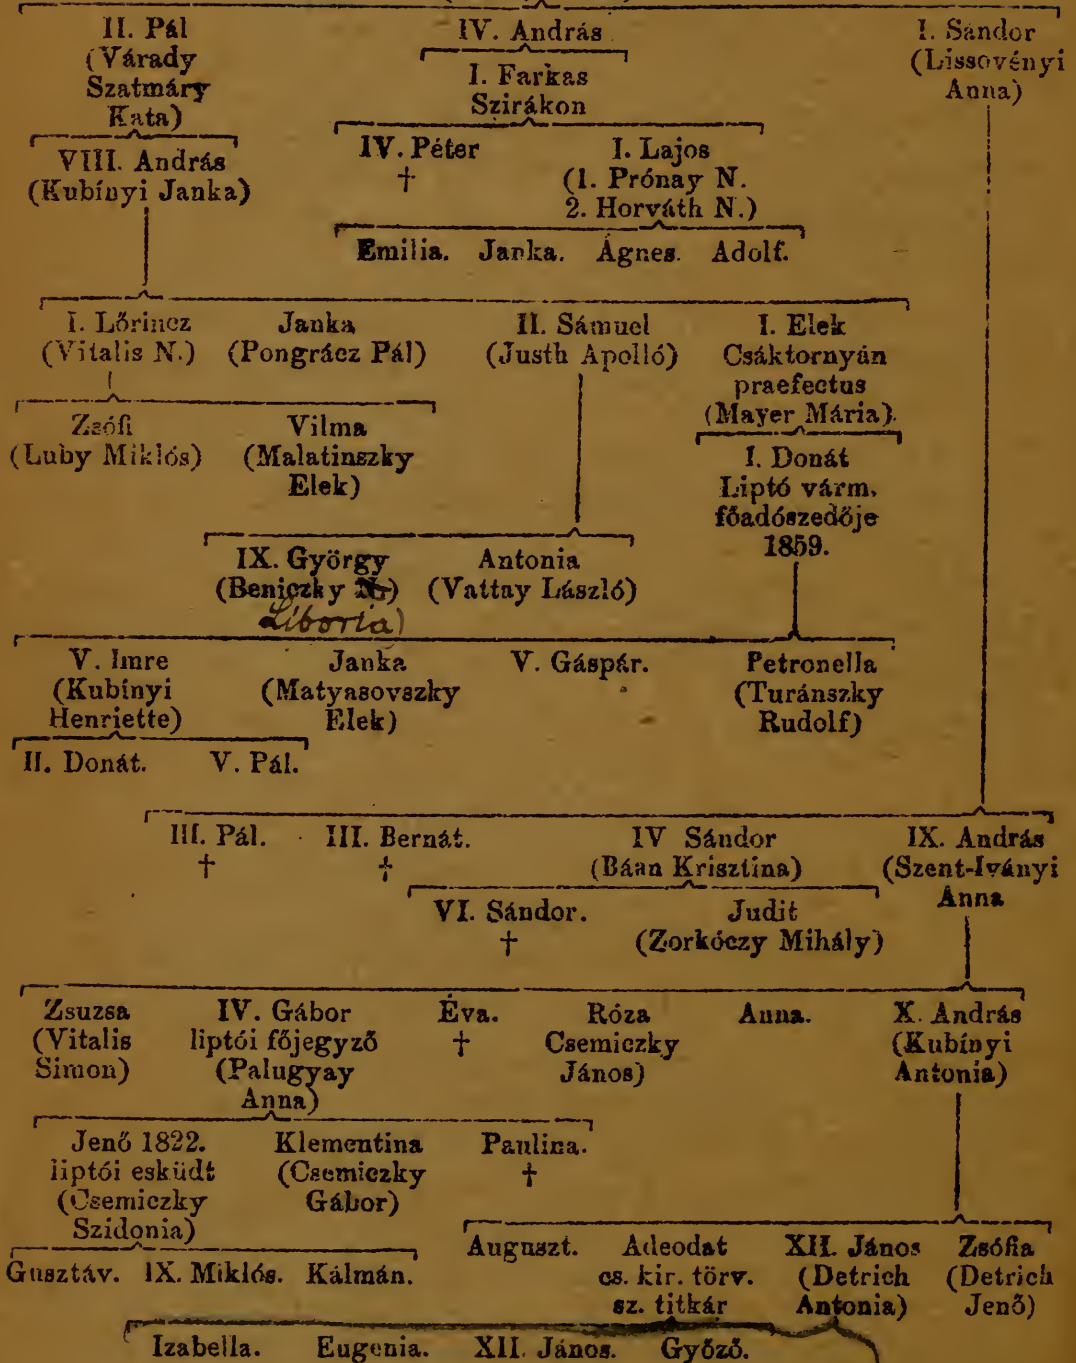 II. Pál IV. András I. Sándor
(Várady (Lissovényi
Szatmáry I. Farkas Anna)
Kata) Szirákon
VIII. András IV. Péter I. Lajos
(Kubínyi Janka) † (1. Prónay N.
2. Horváth N.)
Emilia. Janka. Ágnes. Adolf.
I. Lőrincz Janka II. Sámuel I. Elek
(Vitalis N.) (Pongrácz Pál) (Justh Apolló) Csáktornyán
praefectus
(Mayer Mária).
Zsófi Vilma
(Luby Miklós) (Malatinszky
Elek)
I. Donát
Liptó várm.
főadószedője
1859.
IX. György Antonia
(Beniczky N.) (Vattay László)
Liboria)
V. Imre Janka V. Gáspár. Petronella
(Kubínyi (Matyasovszky (Turánszky
Henriette) Elek) Rudolf)
II. Donát. V. Pál.
III. Pál. III. Bernát. IV Sándor IX. András
† † (Báan Krisztina) (Szent-Iványi
Anna
VI. Sándor. Judit
† (Zorkóczy Mihály)
Zsuzsa IV. Gábor Éva. Róza Anna. X. András
(Vitalis liptói főjegyző † Csemiczky (Kubínyi
Simon) (Palugyay János) Antonia)
Anna)
Jenő 1822. Klementina Paulina.
liptói esküdt (Csemiczky †
(Csemiczky Gábor)
Szidonia)
Auguszt. Adeodat XII. János Zsófia
cs. kir. törv. (Detrich (Detrich
sz. titkár Antonia) Jenő)
Gusztáv. IX. Miklós. Kálmán.
Izabella. Eugenia. XII. János. Győző.